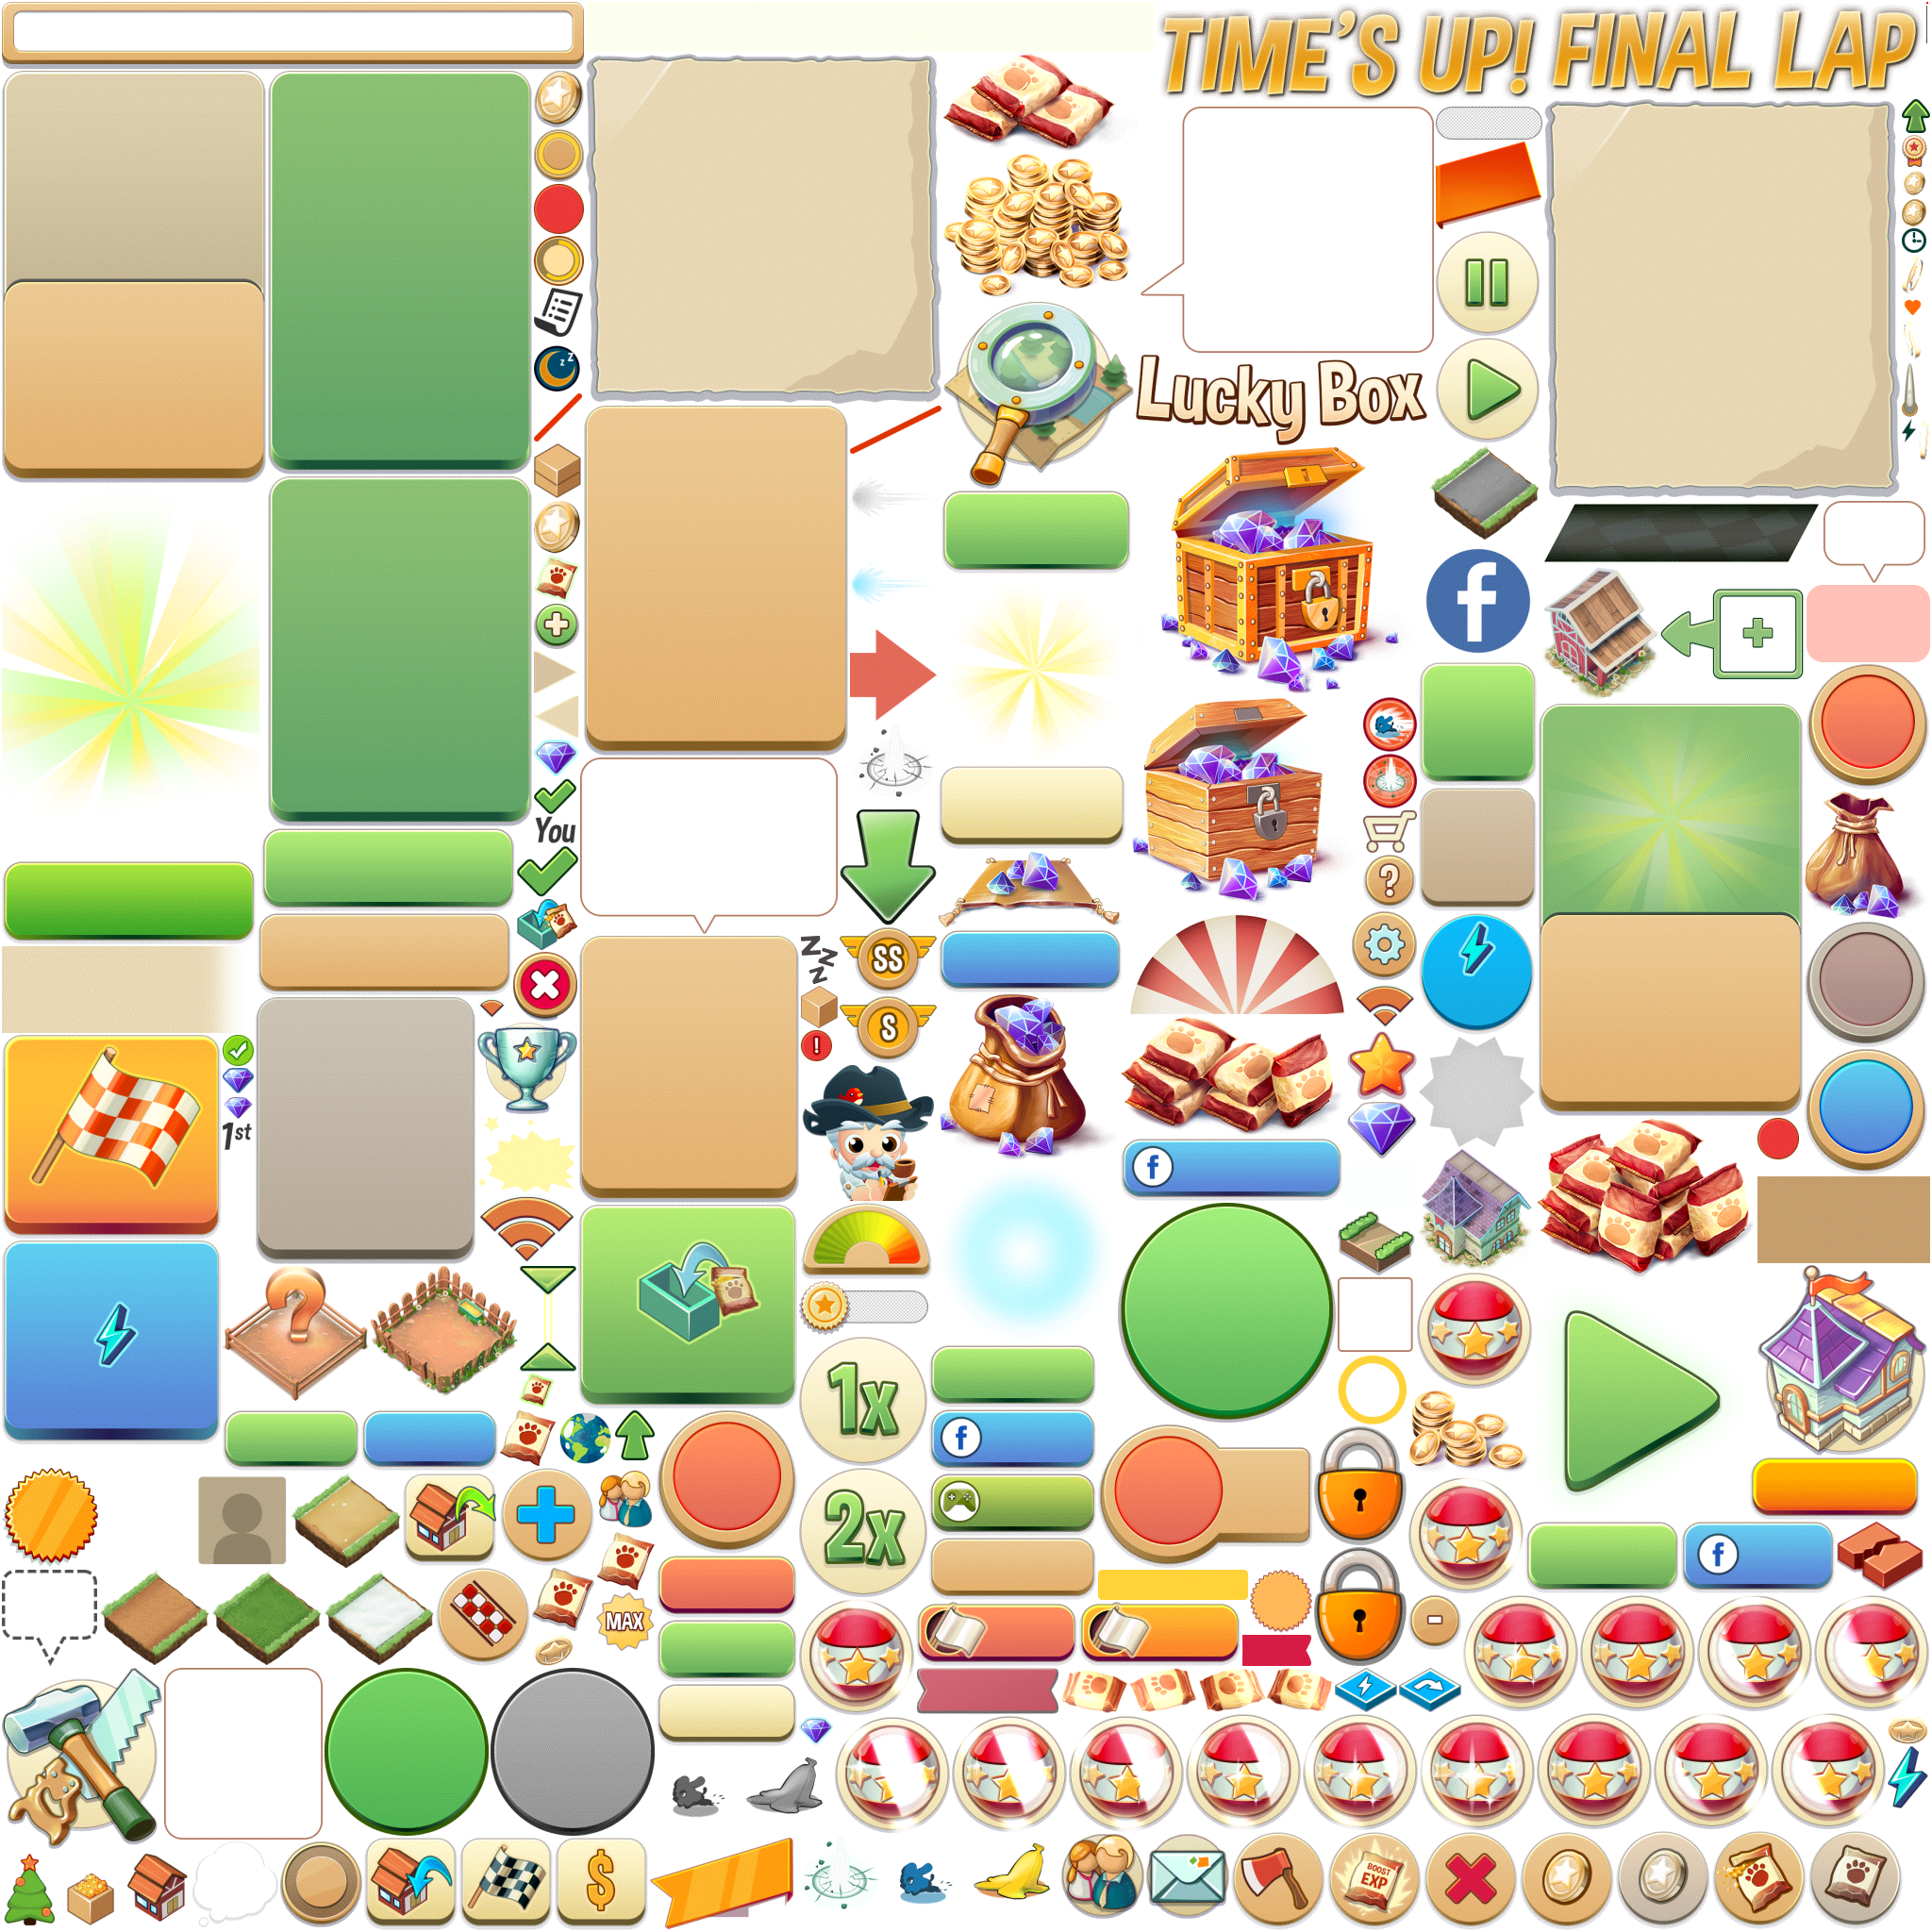 TIME'S UP!
FINAL LAP
Lucky Box
z z
You
SS
Z
Z
Z
S
1st
f
?
!
f
?
1x
f
2x
MAX
f
$
BOOST
EXP